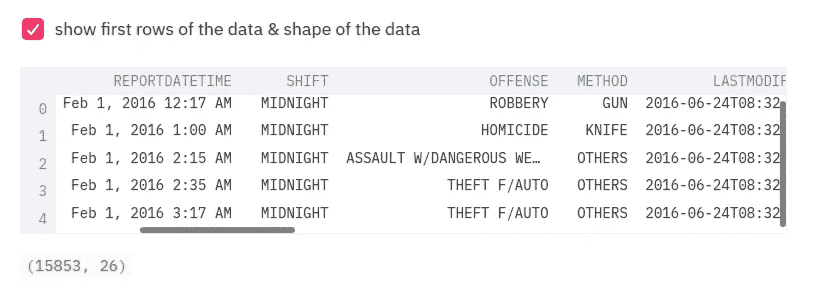 show first rows of the data & shape of the data
REPORTDATETIME SHIFT OFFENSE METHOD LASTMODIF
0 Feb 1, 2016 12:17 AM MIDNIGHT ROBBERY GUN 2016-06-24T08:32
1 Feb 1, 2016 1:00 AM MIDNIGHT HOMICIDE KNIFE 2016-06-24T08:32
2 Feb 1, 2016 2:15 AM MIDNIGHT ASSAULT W/DANGEROUS WE… OTHERS 2016-06-24T08:32
3 Feb 1, 2016 2:35 AM MIDNIGHT THEFT F/AUTO OTHERS 2016-06-24T08:32
4 Feb 1, 2016 3:17 AM MIDNIGHT THEFT F/AUTO OTHERS 2016-06-24T08:32
(15853, 26)